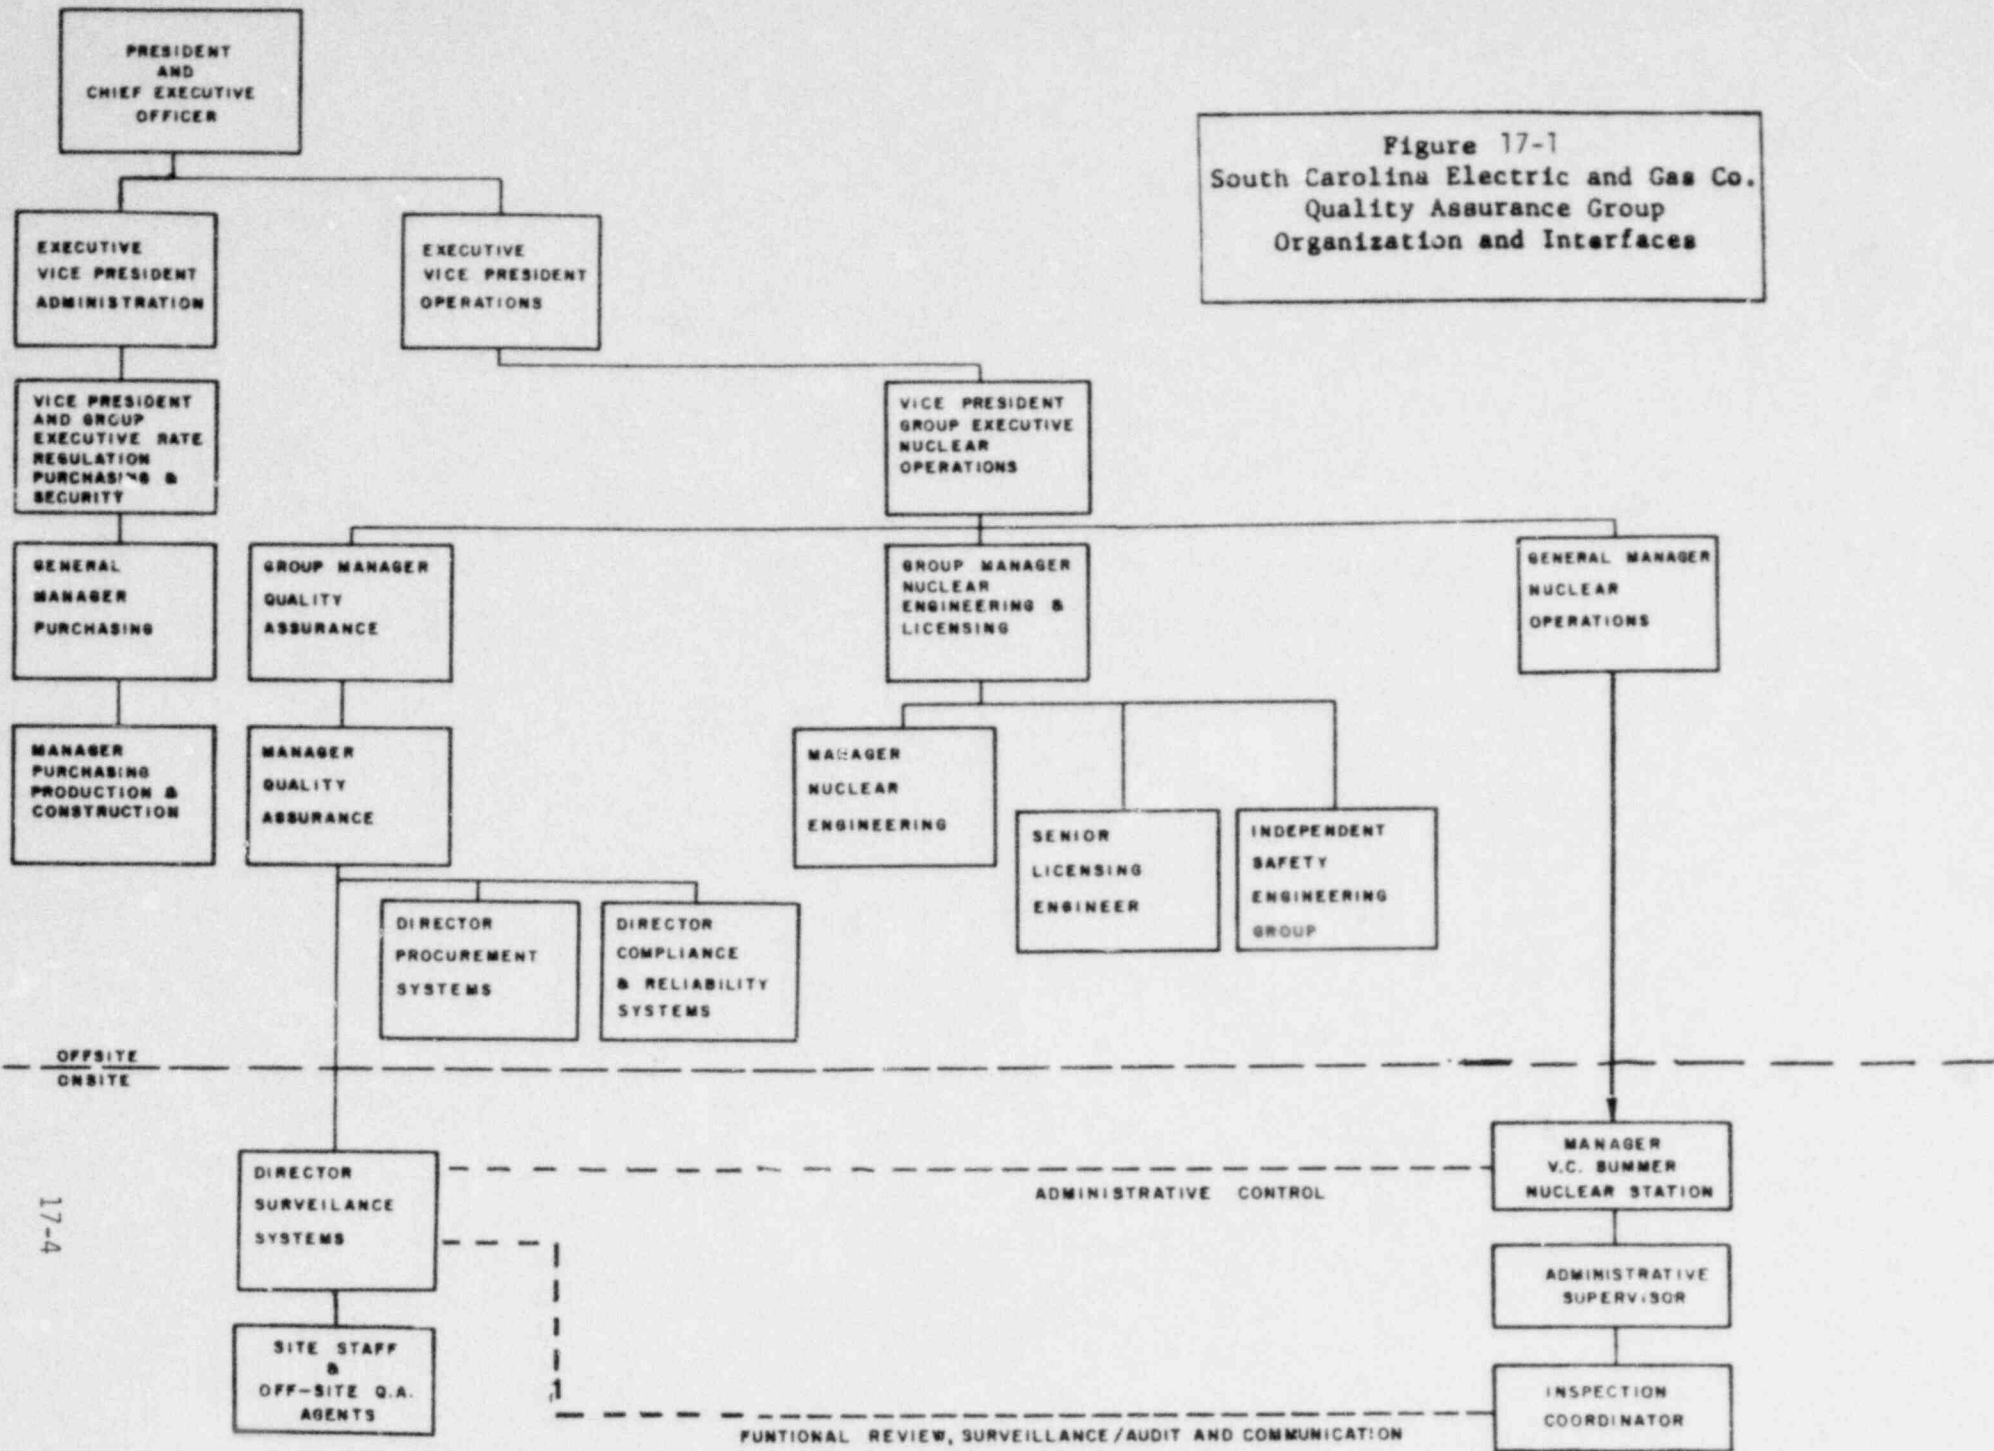 PRESIDENT
AND
CHIEF EXECUTIVE
OFFICER
Figure 17-1
South Carolina Electric and Gas Co.
Quality Assurance Group
Organization and Interfaces
EXECUTIVE
VICE PRESIDENT
ADMINISTRATION
EXECUTIVE
VICE PRESIDENT
OPERATIONS
VICE PRESIDENT
AND GROUP
EXECUTIVE RATE
REGULATION
PURCHASING &
SECURITY
VICE PRESIDENT
GROUP EXECUTIVE
NUCLEAR
OPERATIONS
GENERAL
MANAGER
PURCHASING
GROUP MANAGER
QUALITY
ASSURANCE
GROUP MANAGER
NUCLEAR
ENGINEERING &
LICENSING
GENERAL MANAGER
NUCLEAR
OPERATIONS
MANAGER
PURCHASING
PRODUCTION &
CONSTRUCTION
MANAGER
QUALITY
ASSURANCE
MANAGER
NUCLEAR
ENGINEERING
SENIOR
LICENSING
ENGINEER
INDEPENDENT
SAFETY
ENGINEERING
GROUP
DIRECTOR
PROCUREMENT
SYSTEMS
DIRECTOR
COMPLIANCE
& RELIABILITY
SYSTEMS
OFFSITE
ONSITE
DIRECTOR
SURVEILANCE
SYSTEMS
ADMINISTRATIVE CONTROL
MANAGER
V.C. SUMMER
NUCLEAR STATION
ADMINISTRATIVE
SUPERVISOR
SITE STAFF
&
OFF-SITE Q.A.
AGENTS
INSPECTION
COORDINATOR
FUNTIONAL REVIEW, SURVEILLANCE/AUDIT AND COMMUNICATION
17-4